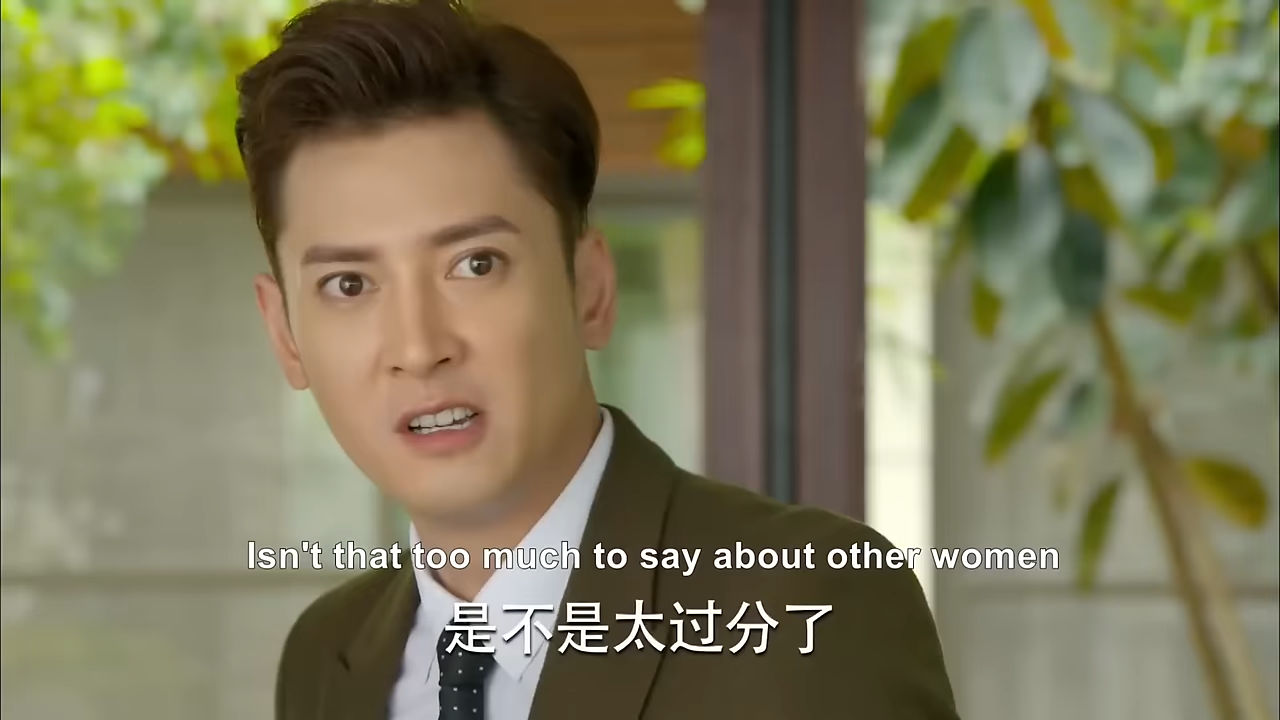 Isn't that too much to say about other women
是不是太过分了